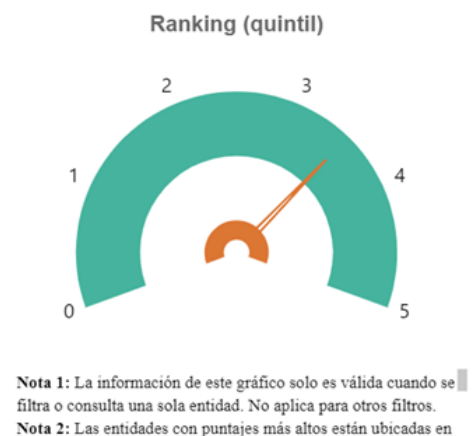 Ranking (quintil)
2 3
1 4
0 5
Nota 1: La información de este gráfico solo es válida cuando se
filtra o consulta una sola entidad. No aplica para otros filtros.
Nota 2: Las entidades con puntajes más altos están ubicadas en